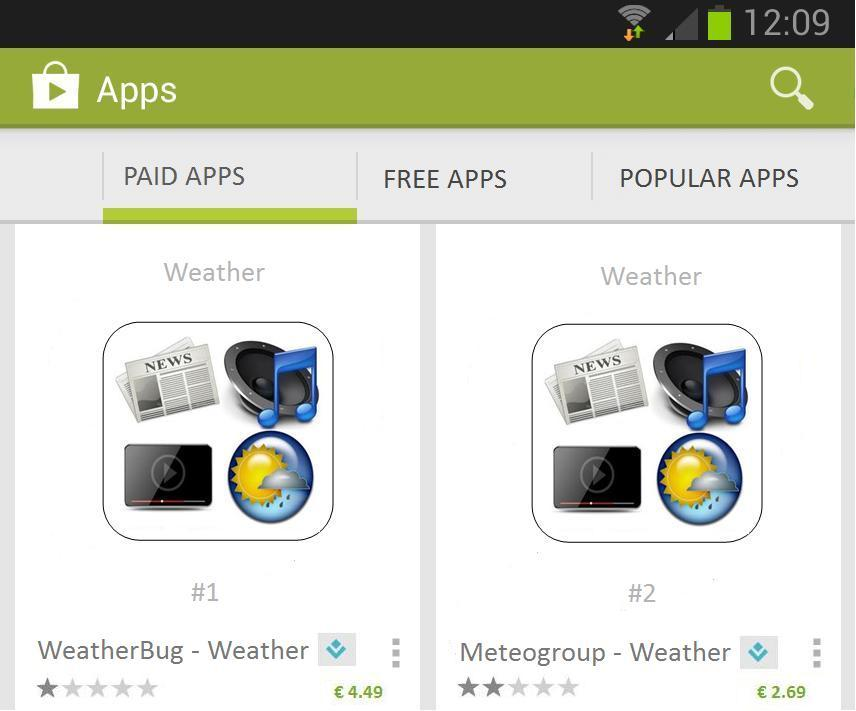 12:09
Apps
PAID APPS
FREE APPS
POPULAR APPS
Weather
NEWS
#1
WeatherBug - Weather
€ 4.49
Weather
NEWS
#2
Meteogroup - Weather
€ 2.69